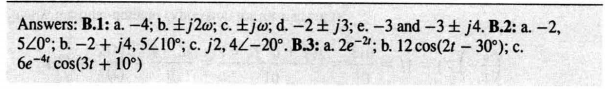 Answers: B.1: a. −4; b. ±j2ω; c. ±jω; d. −2 ± j3; e. −3 and −3 ± j4. B.2: a. −2,
5∠0°; b. −2 + j4, 5∠10°; c. j2, 4∠−20°. B.3: a. 2e⁻²ᵗ; b. 12 cos(2t − 30°); c.
6e⁻⁴ᵗ cos(3t + 10°)